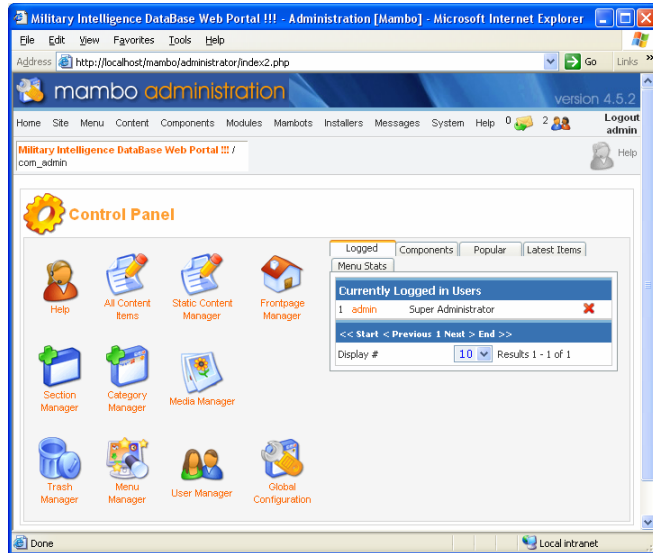 Military Intelligence DataBase Web Portal !!! - Administration [Mambo] - Microsoft Internet Explorer
File Edit View Favorites Tools Help
Address http://localhost/mambo/administrator/index2.php Go Links »
mambo administration
version 4.5.2
Home Site Menu Content Components Modules Mambots Installers Messages System Help 0 2 Logout
admin
Military Intelligence DataBase Web Portal !!! /
com_admin
Help
Control Panel
Logged Components Popular Latest Items
Menu Stats
Currently Logged in Users
1 admin Super Administrator
<< Start < Previous 1 Next > End >>
Display # 10 Results 1 - 1 of 1
Help
All Content
Items
Static Content
Manager
Frontpage
Manager
Section
Manager
Category
Manager
Media Manager
Trash
Manager
Menu
Manager
User Manager
Global
Configuration
Done Local intranet